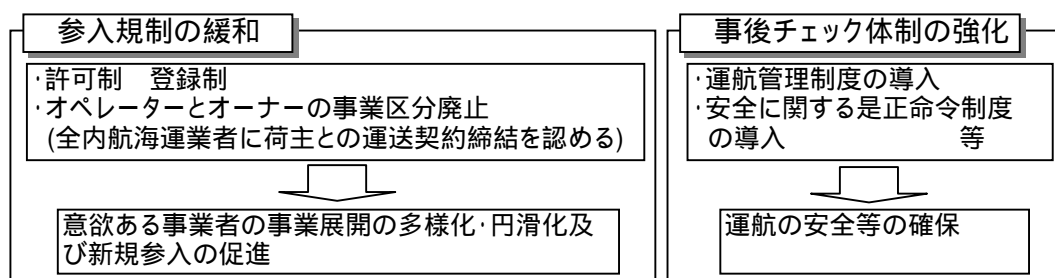 参入規制の緩和
・許可制　登録制
・オペレーターとオーナーの事業区分廃止
(全内航海運業者に荷主との運送契約締結を認める)
意欲ある事業者の事業展開の多様化・円滑化及
び新規参入の促進
事後チェック体制の強化
・運航管理制度の導入
・安全に関する是正命令制度
の導入　　　　　　　等
運航の安全等の確保